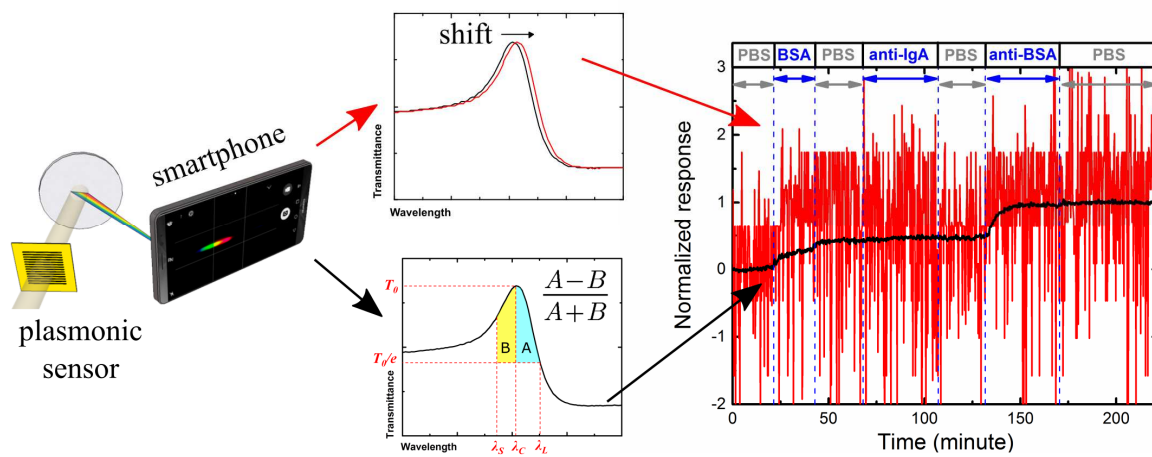 plasmonic
sensor
smartphone
shift
Transmittance
Wavelength
T₀
T₀/e
B
A
A−B
A+B
Transmittance
Wavelength
λS
λC
λL
PBS
BSA
PBS
anti-IgA
PBS
anti-BSA
PBS
Normalized response
3
2
1
0
-1
-2
0
50
100
150
200
Time (minute)